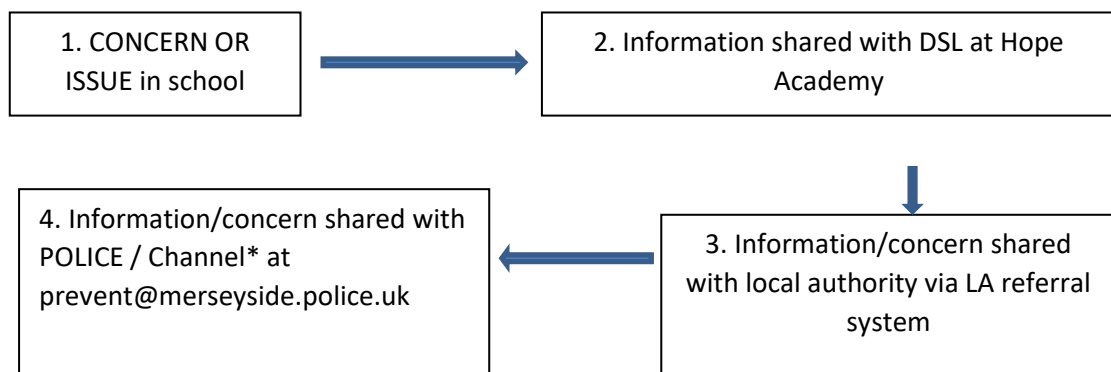 1. CONCERN OR
ISSUE in school
2. Information shared with DSL at Hope
Academy
3. Information/concern shared
with local authority via LA referral
system
4. Information/concern shared with
POLICE / Channel* at
prevent@merseyside.police.uk